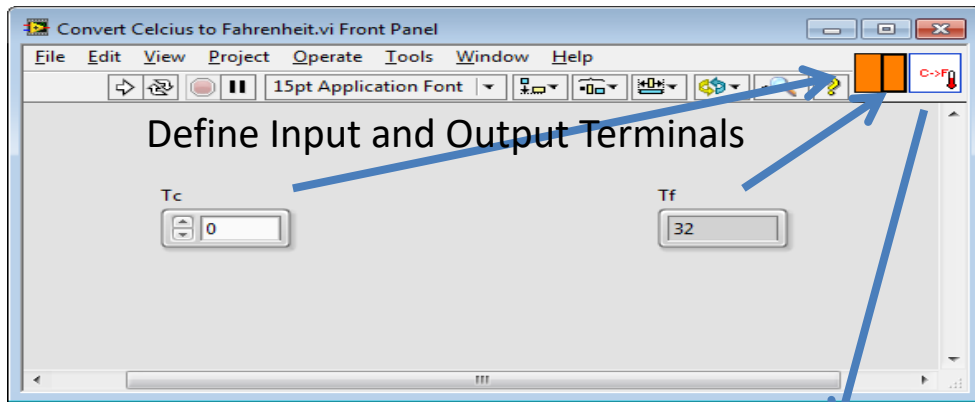 Convert Celcius to Fahrenheit.vi Front Panel
File Edit View Project Operate Tools Window Help
15pt Application Font
C->F
Define Input and Output Terminals
Tc Tf
0 32